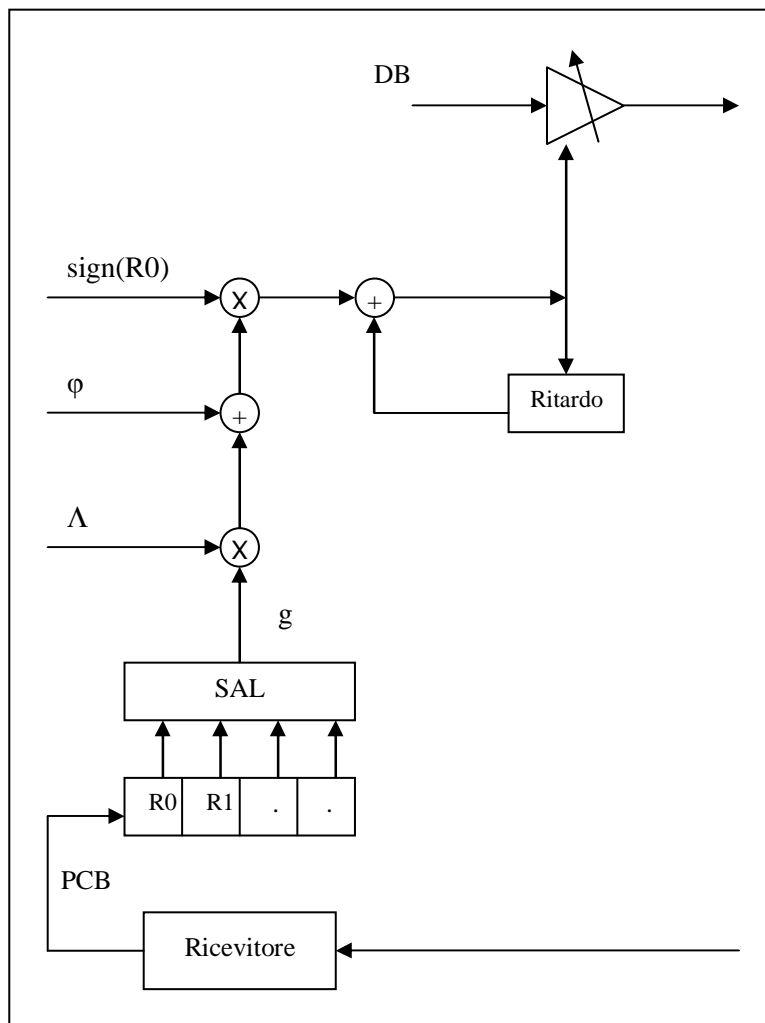 DB
sign(R0)
X
+
φ
+
Ritardo
Λ
X
g
SAL
R0 R1 . .
PCB
Ricevitore